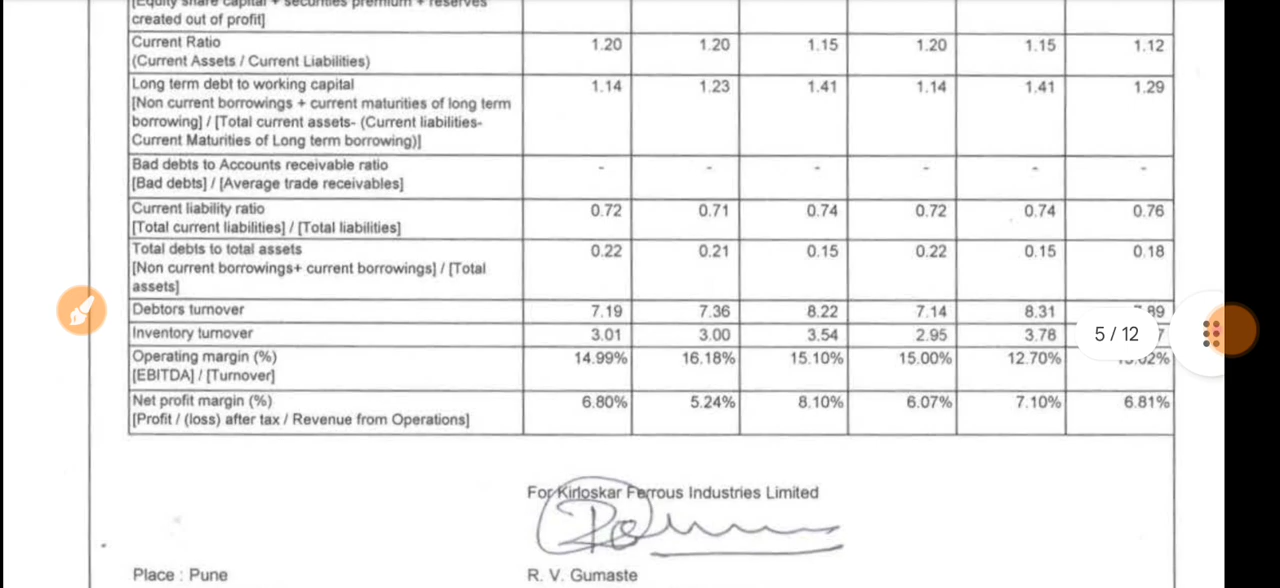 [Equity share capital + securities premium + reserves
created out of profit]
Current Ratio 1.20 1.20 1.15 1.20 1.15 1.12
(Current Assets / Current Liabilities)
Long term debt to working capital 1.14 1.23 1.41 1.14 1.41 1.29
[Non current borrowings + current maturities of long term
borrowing] / [Total current assets- (Current liabilities-
Current Maturities of Long term borrowing)]
Bad debts to Accounts receivable ratio - - - - - -
[Bad debts] / [Average trade receivables]
Current liability ratio 0.72 0.71 0.74 0.72 0.74 0.76
[Total current liabilities] / [Total liabilities]
Total debts to total assets 0.22 0.21 0.15 0.22 0.15 0.18
[Non current borrowings+ current borrowings] / [Total
assets]
Debtors turnover 7.19 7.36 8.22 7.14 8.31
Inventory turnover 3.01 3.00 3.54 2.95 3.78
5 / 12
Operating margin (%) 14.99% 16.18% 15.10% 15.00% 12.70%
[EBITDA] / [Turnover]
Net profit margin (%) 6.80% 5.24% 8.10% 6.07% 7.10% 6.81%
[Profit / (loss) after tax / Revenue from Operations]
For Kirloskar Ferrous Industries Limited
Place : Pune R. V. Gumaste